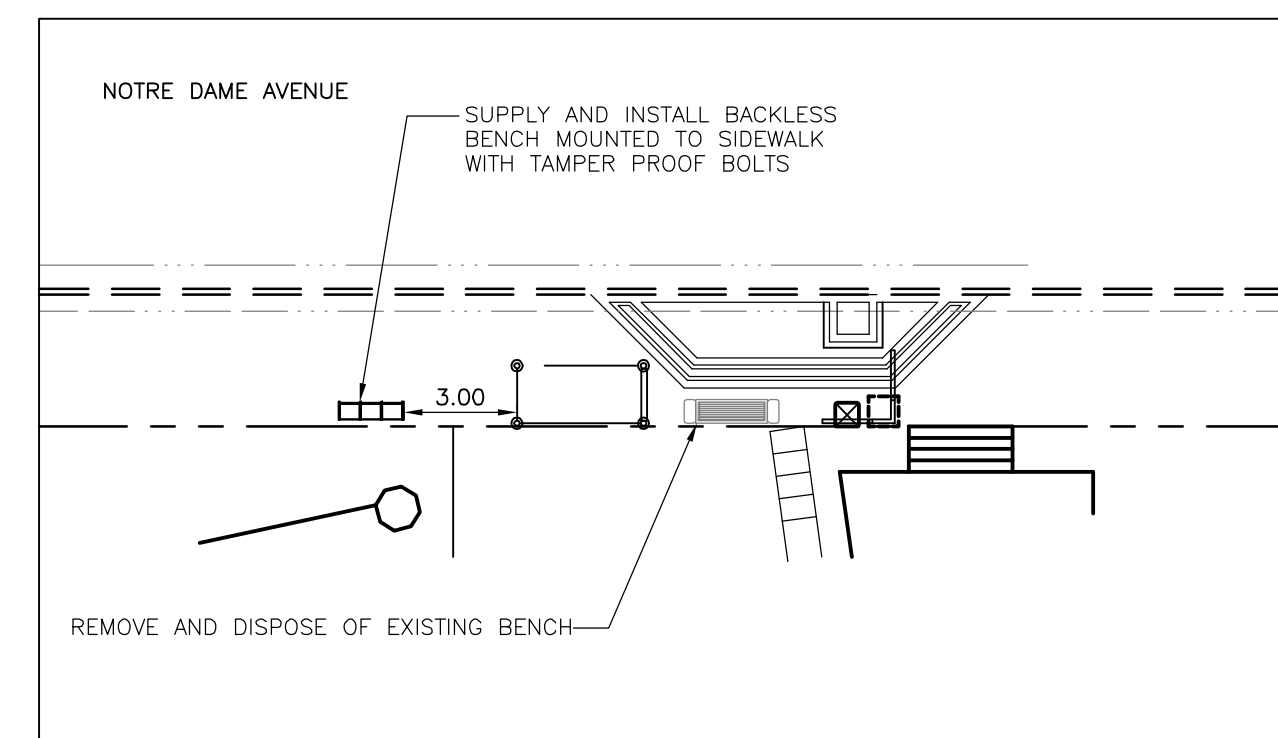 NOTRE DAME AVENUE
SUPPLY AND INSTALL BACKLESS
BENCH MOUNTED TO SIDEWALK
WITH TAMPER PROOF BOLTS
3.00
REMOVE AND DISPOSE OF EXISTING BENCH